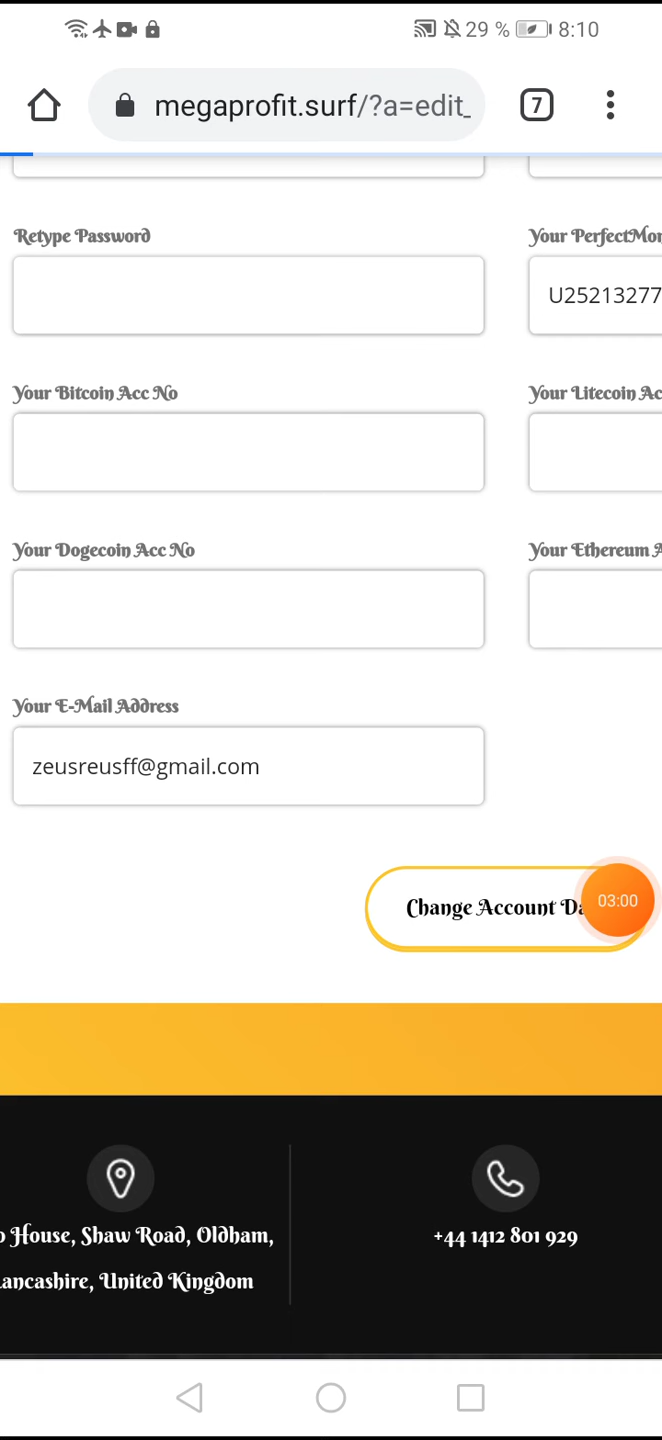 29 % 8:10
megaprofit.surf/?a=edit_
7
Retype Password
Your PerfectMon
U25213277
Your Bitcoin Acc No
Your Litecoin Ac
Your Dogecoin Acc No
Your Ethereum A
Your E-Mail Address
zeusreusff@gmail.com
Change Account Da
03:00
o House, Shaw Road, Oldham,
ancashire, United Kingdom
+44 1412 801 929